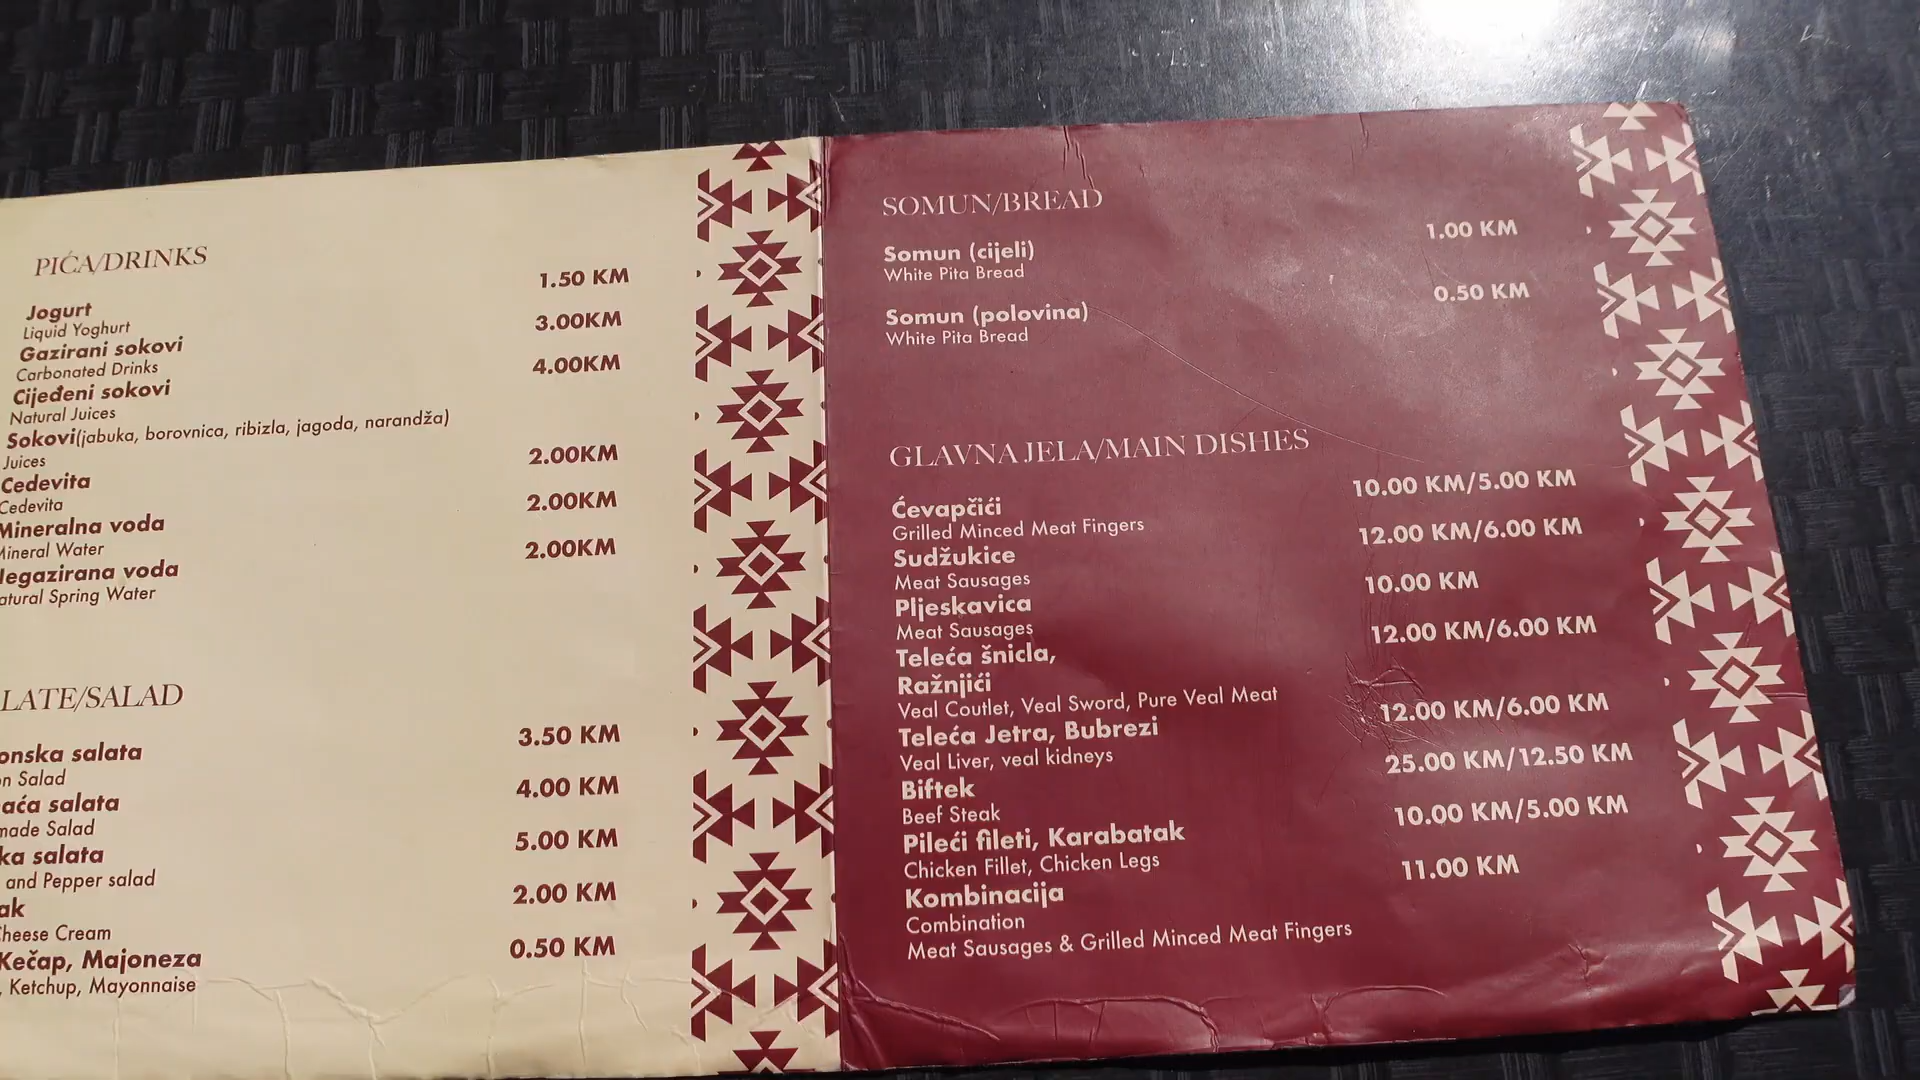 PIĆA/DRINKS
1.50 KM
Jogurt
Liquid Yoghurt
3.00KM
Gazirani sokovi
Carbonated Drinks
4.00KM
Cijeđeni sokovi
Natural Juices
Sokovi(jabuka, borovnica, ribizla, jagoda, narandža)
Juices
2.00KM
Cedevita
Cedevita
2.00KM
Mineralna voda
Mineral Water
2.00KM
legazirana voda
atural Spring Water
LATE/SALAD
3.50 KM
onska salata
on Salad
4.00 KM
aća salata
made Salad
5.00 KM
ka salata
and Pepper salad
2.00 KM
ak
Cheese Cream
0.50 KM
Kečap, Majoneza
, Ketchup, Mayonnaise
SOMUN/BREAD
1.00 KM
Somun (cijeli)
White Pita Bread
0.50 KM
Somun (polovina)
White Pita Bread
GLAVNA JELA/MAIN DISHES
10.00 KM/5.00 KM
Ćevapčići
Grilled Minced Meat Fingers
12.00 KM/6.00 KM
Sudžukice
Meat Sausages
10.00 KM
Pljeskavica
Meat Sausages
12.00 KM/6.00 KM
Teleća šnicla,
Ražnjići
Veal Coutlet, Veal Sword, Pure Veal Meat
12.00 KM/6.00 KM
Teleća Jetra, Bubrezi
Veal Liver, veal kidneys
25.00 KM/12.50 KM
Biftek
Beef Steak
10.00 KM/5.00 KM
Pileći fileti, Karabatak
Chicken Fillet, Chicken Legs
11.00 KM
Kombinacija
Combination
Meat Sausages & Grilled Minced Meat Fingers